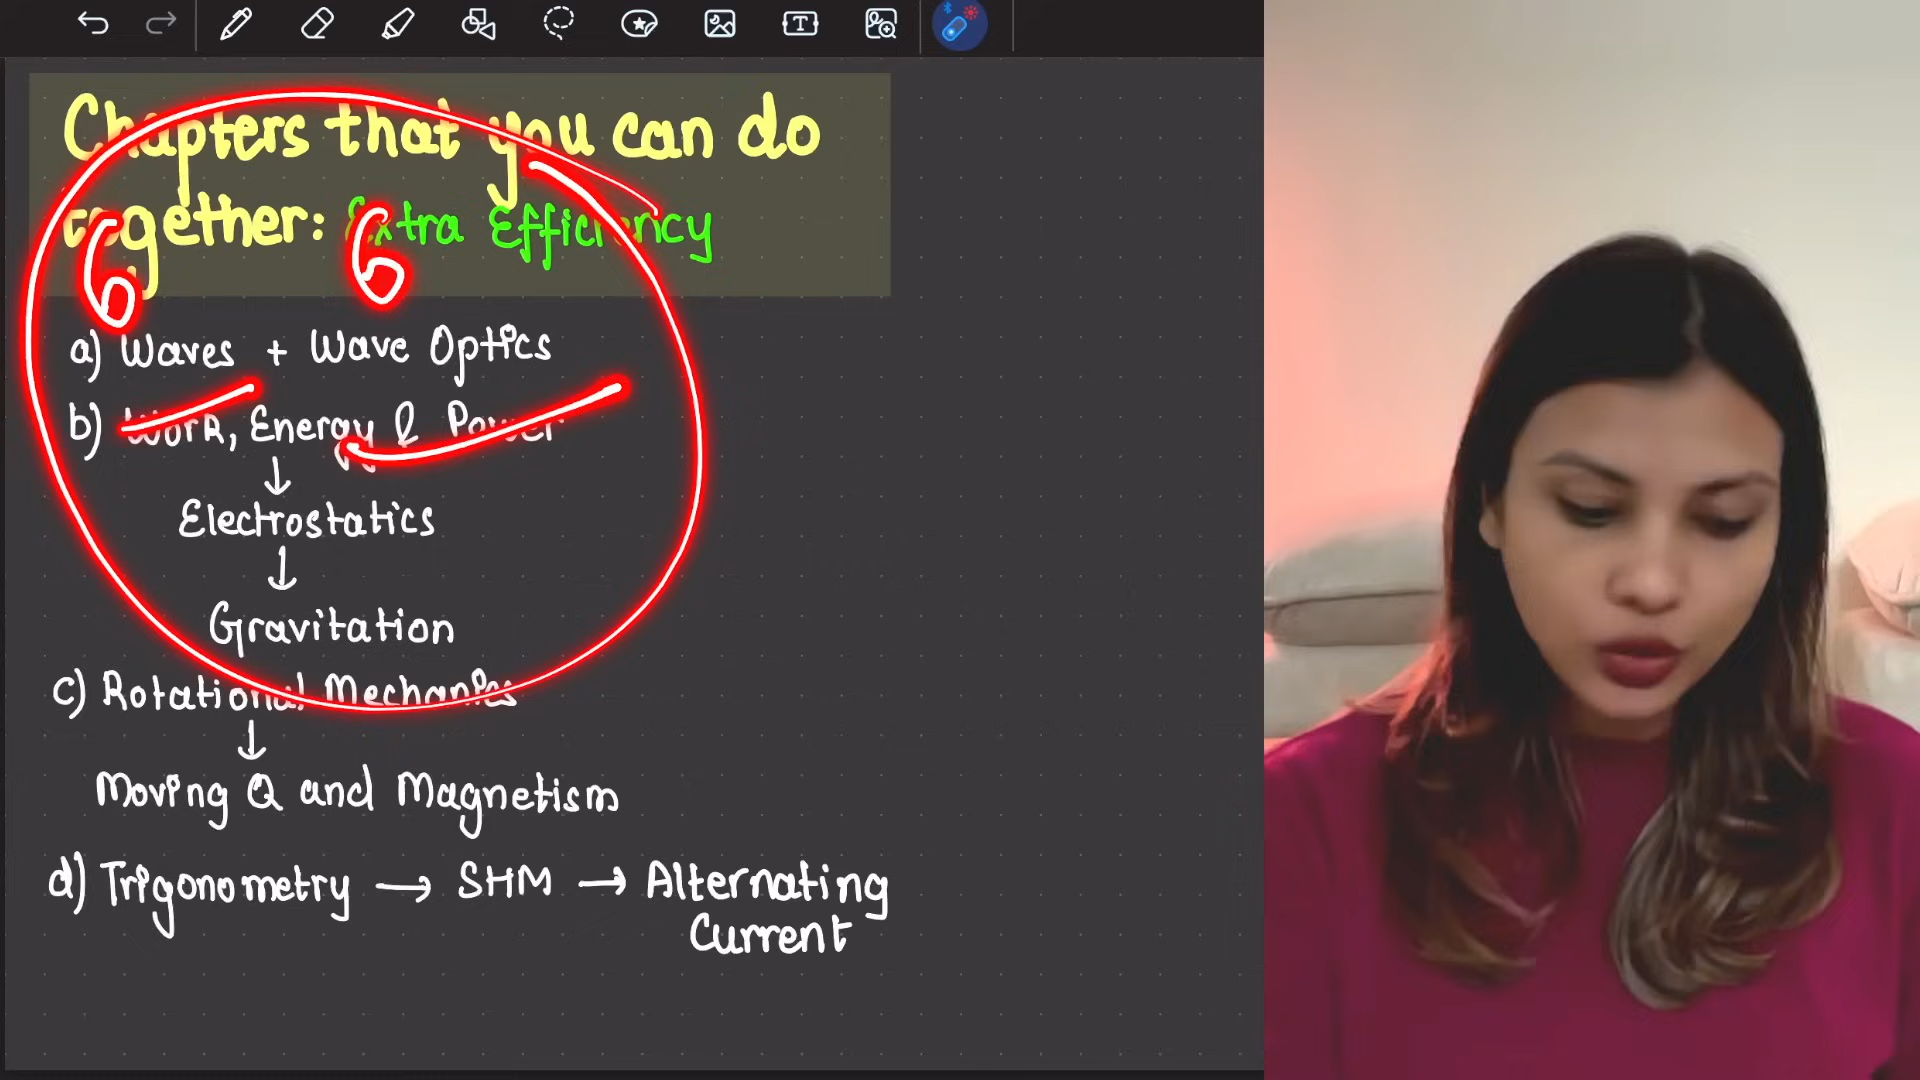 Chapters that you can do
together: Extra Efficiency
6 6
a) Waves + Wave Optics
b) Work, Energy & Power
↓
Electrostatics
↓
Gravitation
c) Rotational Mechanics
↓
Moving Q and Magnetism
d) Trigonometry → SHM → Alternating
Current